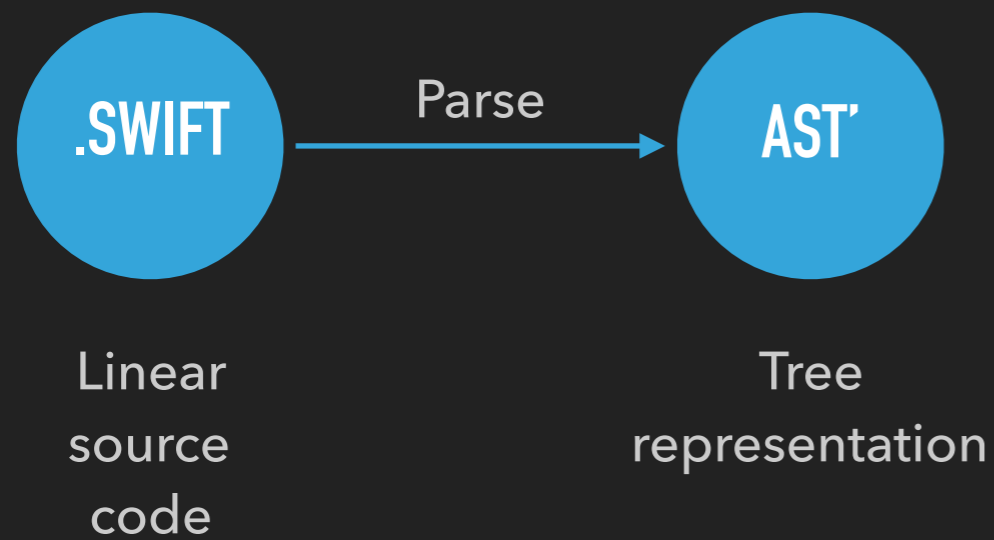 .SWIFT
Parse
AST’
Linear
source
code
Tree
representation